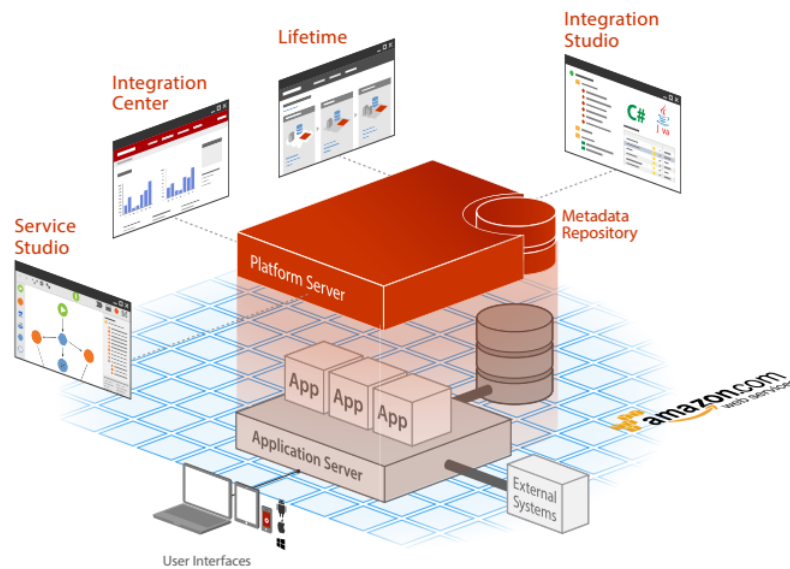 Lifetime
Integration
Studio
Integration
Center
C#
Service
Studio
Metadata
Repository
Platform Server
App
App
App
amazon.com
web services
Application Server
External
Systems
User Interfaces